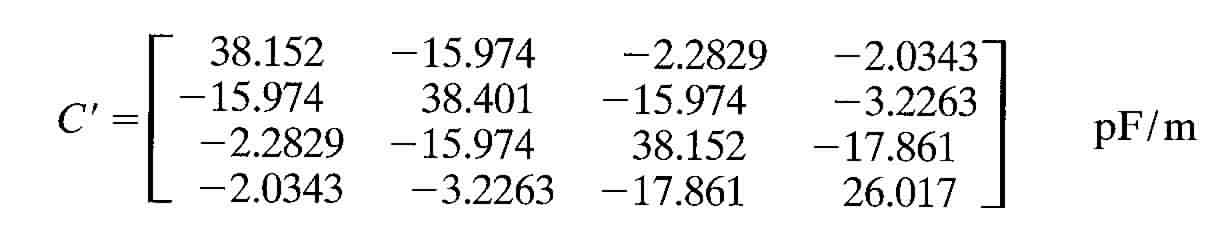 38.152 −15.974 −2.2829 −2.0343
−15.974 38.401 −15.974 −3.2263
C′ = pF/m
−2.2829 −15.974 38.152 −17.861
−2.0343 −3.2263 −17.861 26.017